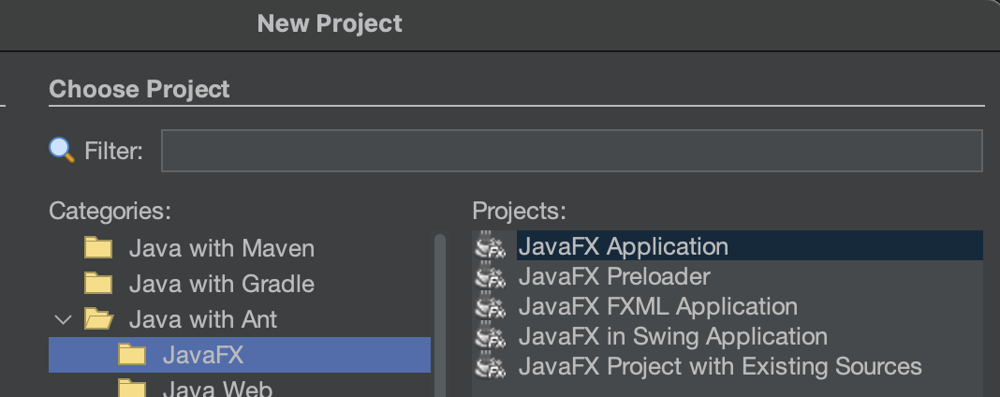 New Project
Choose Project
Filter:
Categories:
Java with Maven
Java with Gradle
Java with Ant
JavaFX
Java Web
Projects:
JavaFX Application
JavaFX Preloader
JavaFX FXML Application
JavaFX in Swing Application
JavaFX Project with Existing Sources